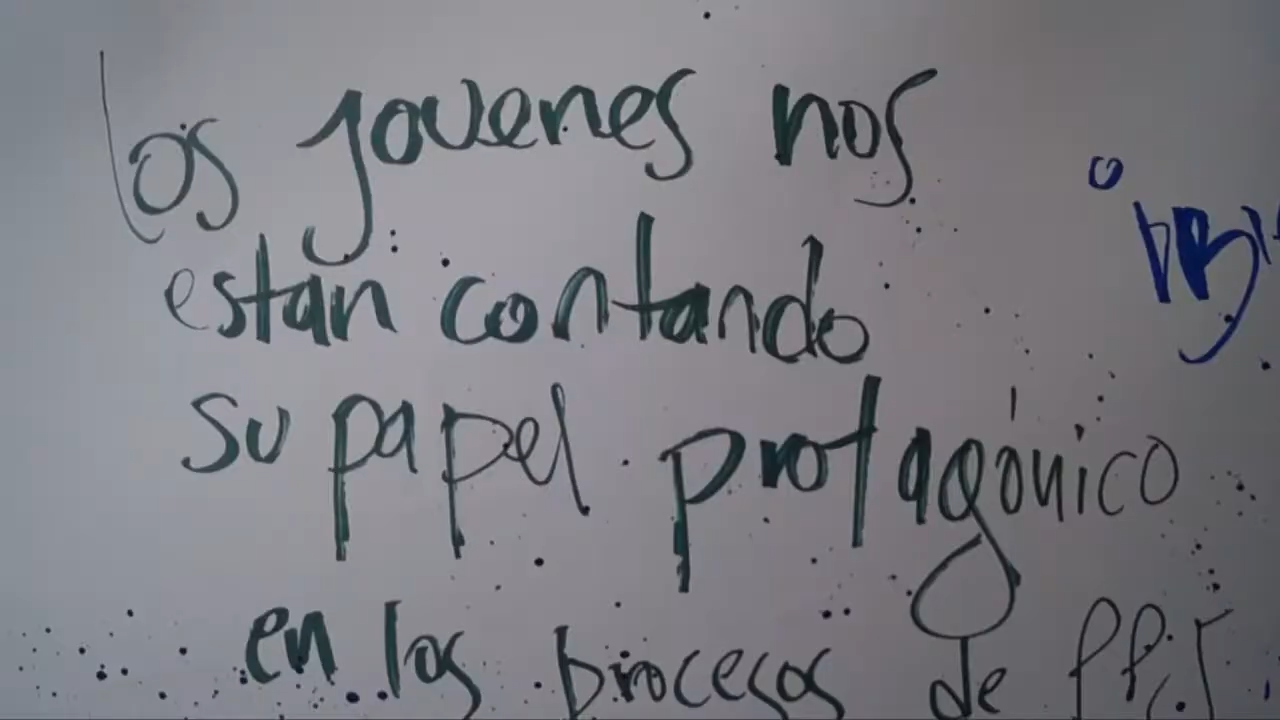 los jovenes nos
estan contando
su papel protagónico
en los procesos de